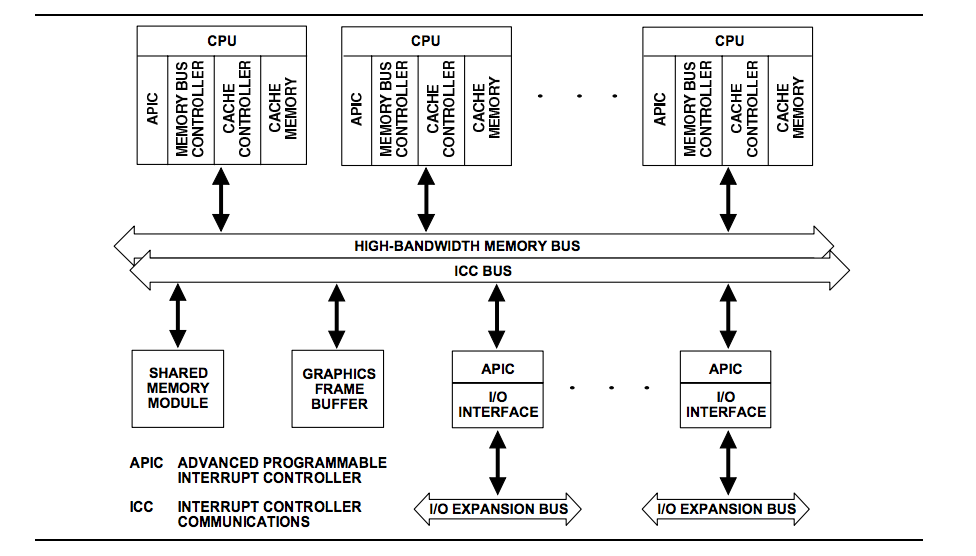 CPU
APIC
MEMORY BUS
CONTROLLER
CACHE
CONTROLLER
CACHE
MEMORY
CPU
APIC
MEMORY BUS
CONTROLLER
CACHE
CONTROLLER
CACHE
MEMORY
CPU
APIC
MEMORY BUS
CONTROLLER
CACHE
CONTROLLER
CACHE
MEMORY
HIGH-BANDWIDTH MEMORY BUS
ICC BUS
SHARED
MEMORY
MODULE
GRAPHICS
FRAME
BUFFER
APIC
I/O
INTERFACE
APIC
I/O
INTERFACE
I/O EXPANSION BUS
I/O EXPANSION BUS
APIC ADVANCED PROGRAMMABLE
INTERRUPT CONTROLLER
ICC INTERRUPT CONTROLLER
COMMUNICATIONS